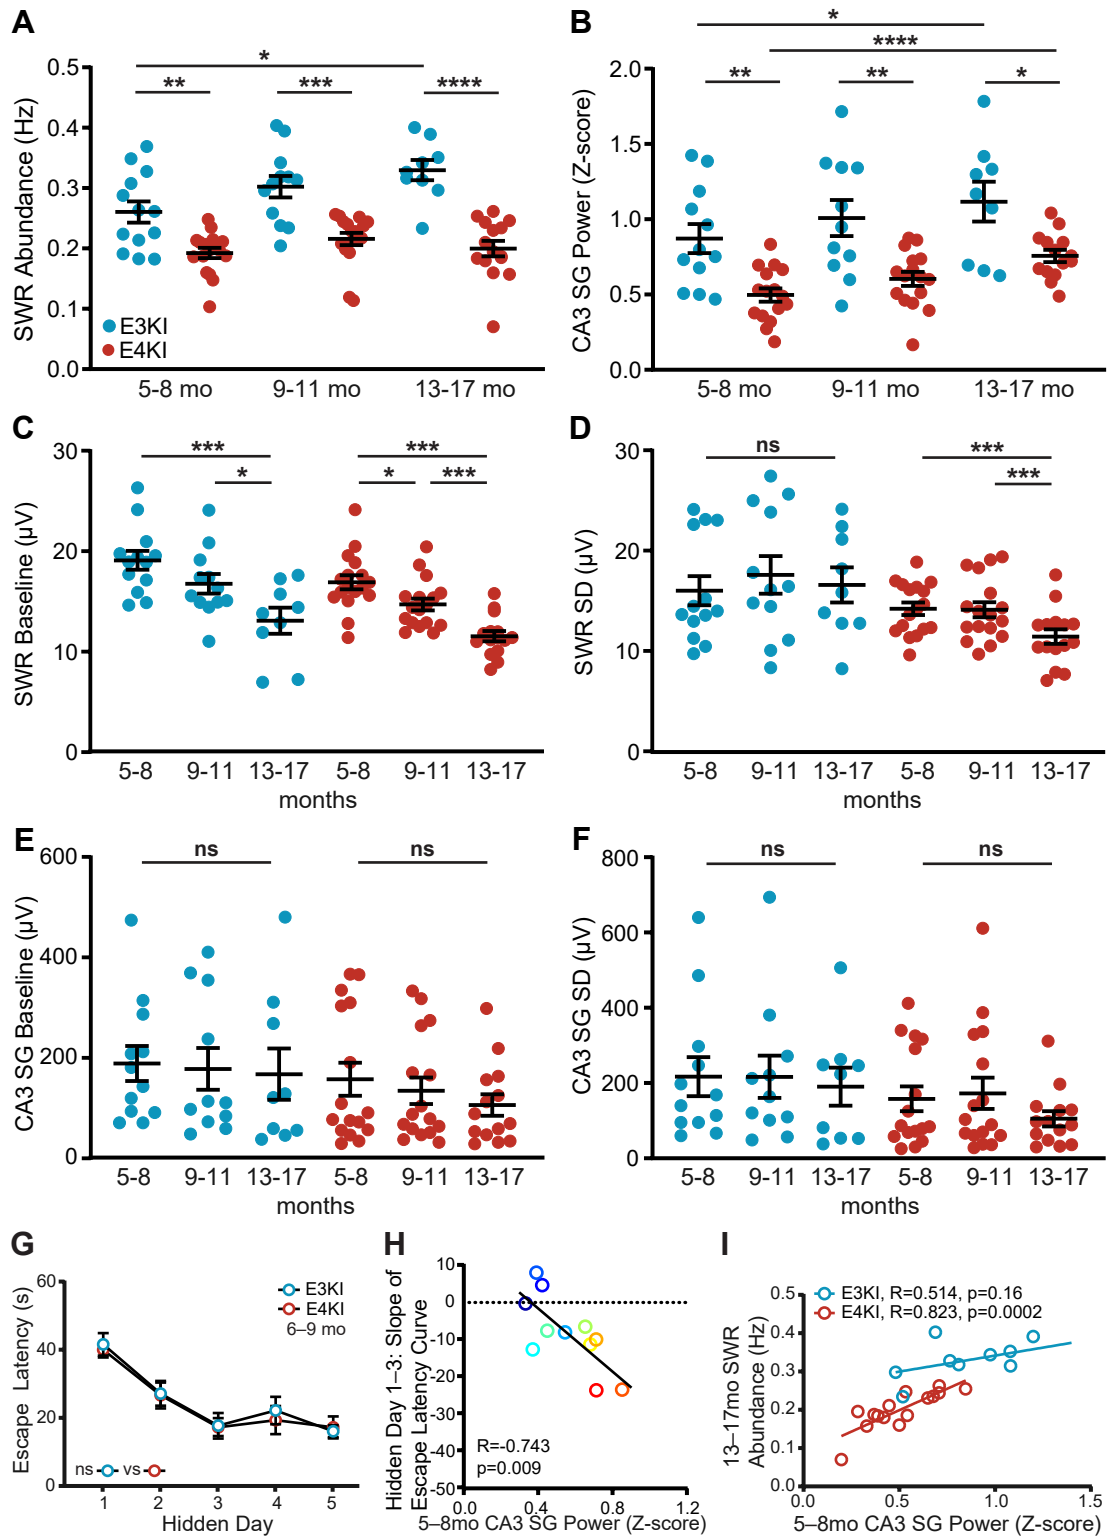 A
SWR Abundance (Hz)
0.5
0.4
0.3
0.2
0.1
0.0
*
**
***
****
E3KI
E4KI
5-8 mo
9-11 mo
13-17 mo
B
CA3 SG Power (Z-score)
2.0
1.5
1.0
0.5
0.0
*
****
**
**
*
5-8 mo
9-11 mo
13-17 mo
C
SWR Baseline (µV)
30
20
10
0
***
*
***
*
***
5-8
9-11
13-17
5-8
9-11
13-17
months
D
SWR SD (µV)
30
20
10
0
ns
***
***
5-8
9-11
13-17
5-8
9-11
13-17
months
E
CA3 SG Baseline (µV)
600
400
200
0
ns
ns
5-8
9-11
13-17
5-8
9-11
13-17
months
F
CA3 SG SD (µV)
800
600
400
200
0
ns
ns
5-8
9-11
13-17
5-8
9-11
13-17
months
G
Escape Latency (s)
60
40
20
0
E3KI
E4KI
6–9 mo
ns
vs
1
2
3
4
5
Hidden Day
H
Hidden Day 1–3: Slope of
Escape Latency Curve
10
0
-10
-20
-30
-40
-50
R=-0.743
p=0.009
0.0
0.4
0.8
1.2
5–8mo CA3 SG Power (Z-score)
I
13–17mo SWR
Abundance (Hz)
0.5
0.4
0.3
0.2
0.1
0.0
E3KI, R=0.514, p=0.16
E4KI, R=0.823, p=0.0002
0.0
0.5
1.0
1.5
5–8mo CA3 SG Power (Z-score)